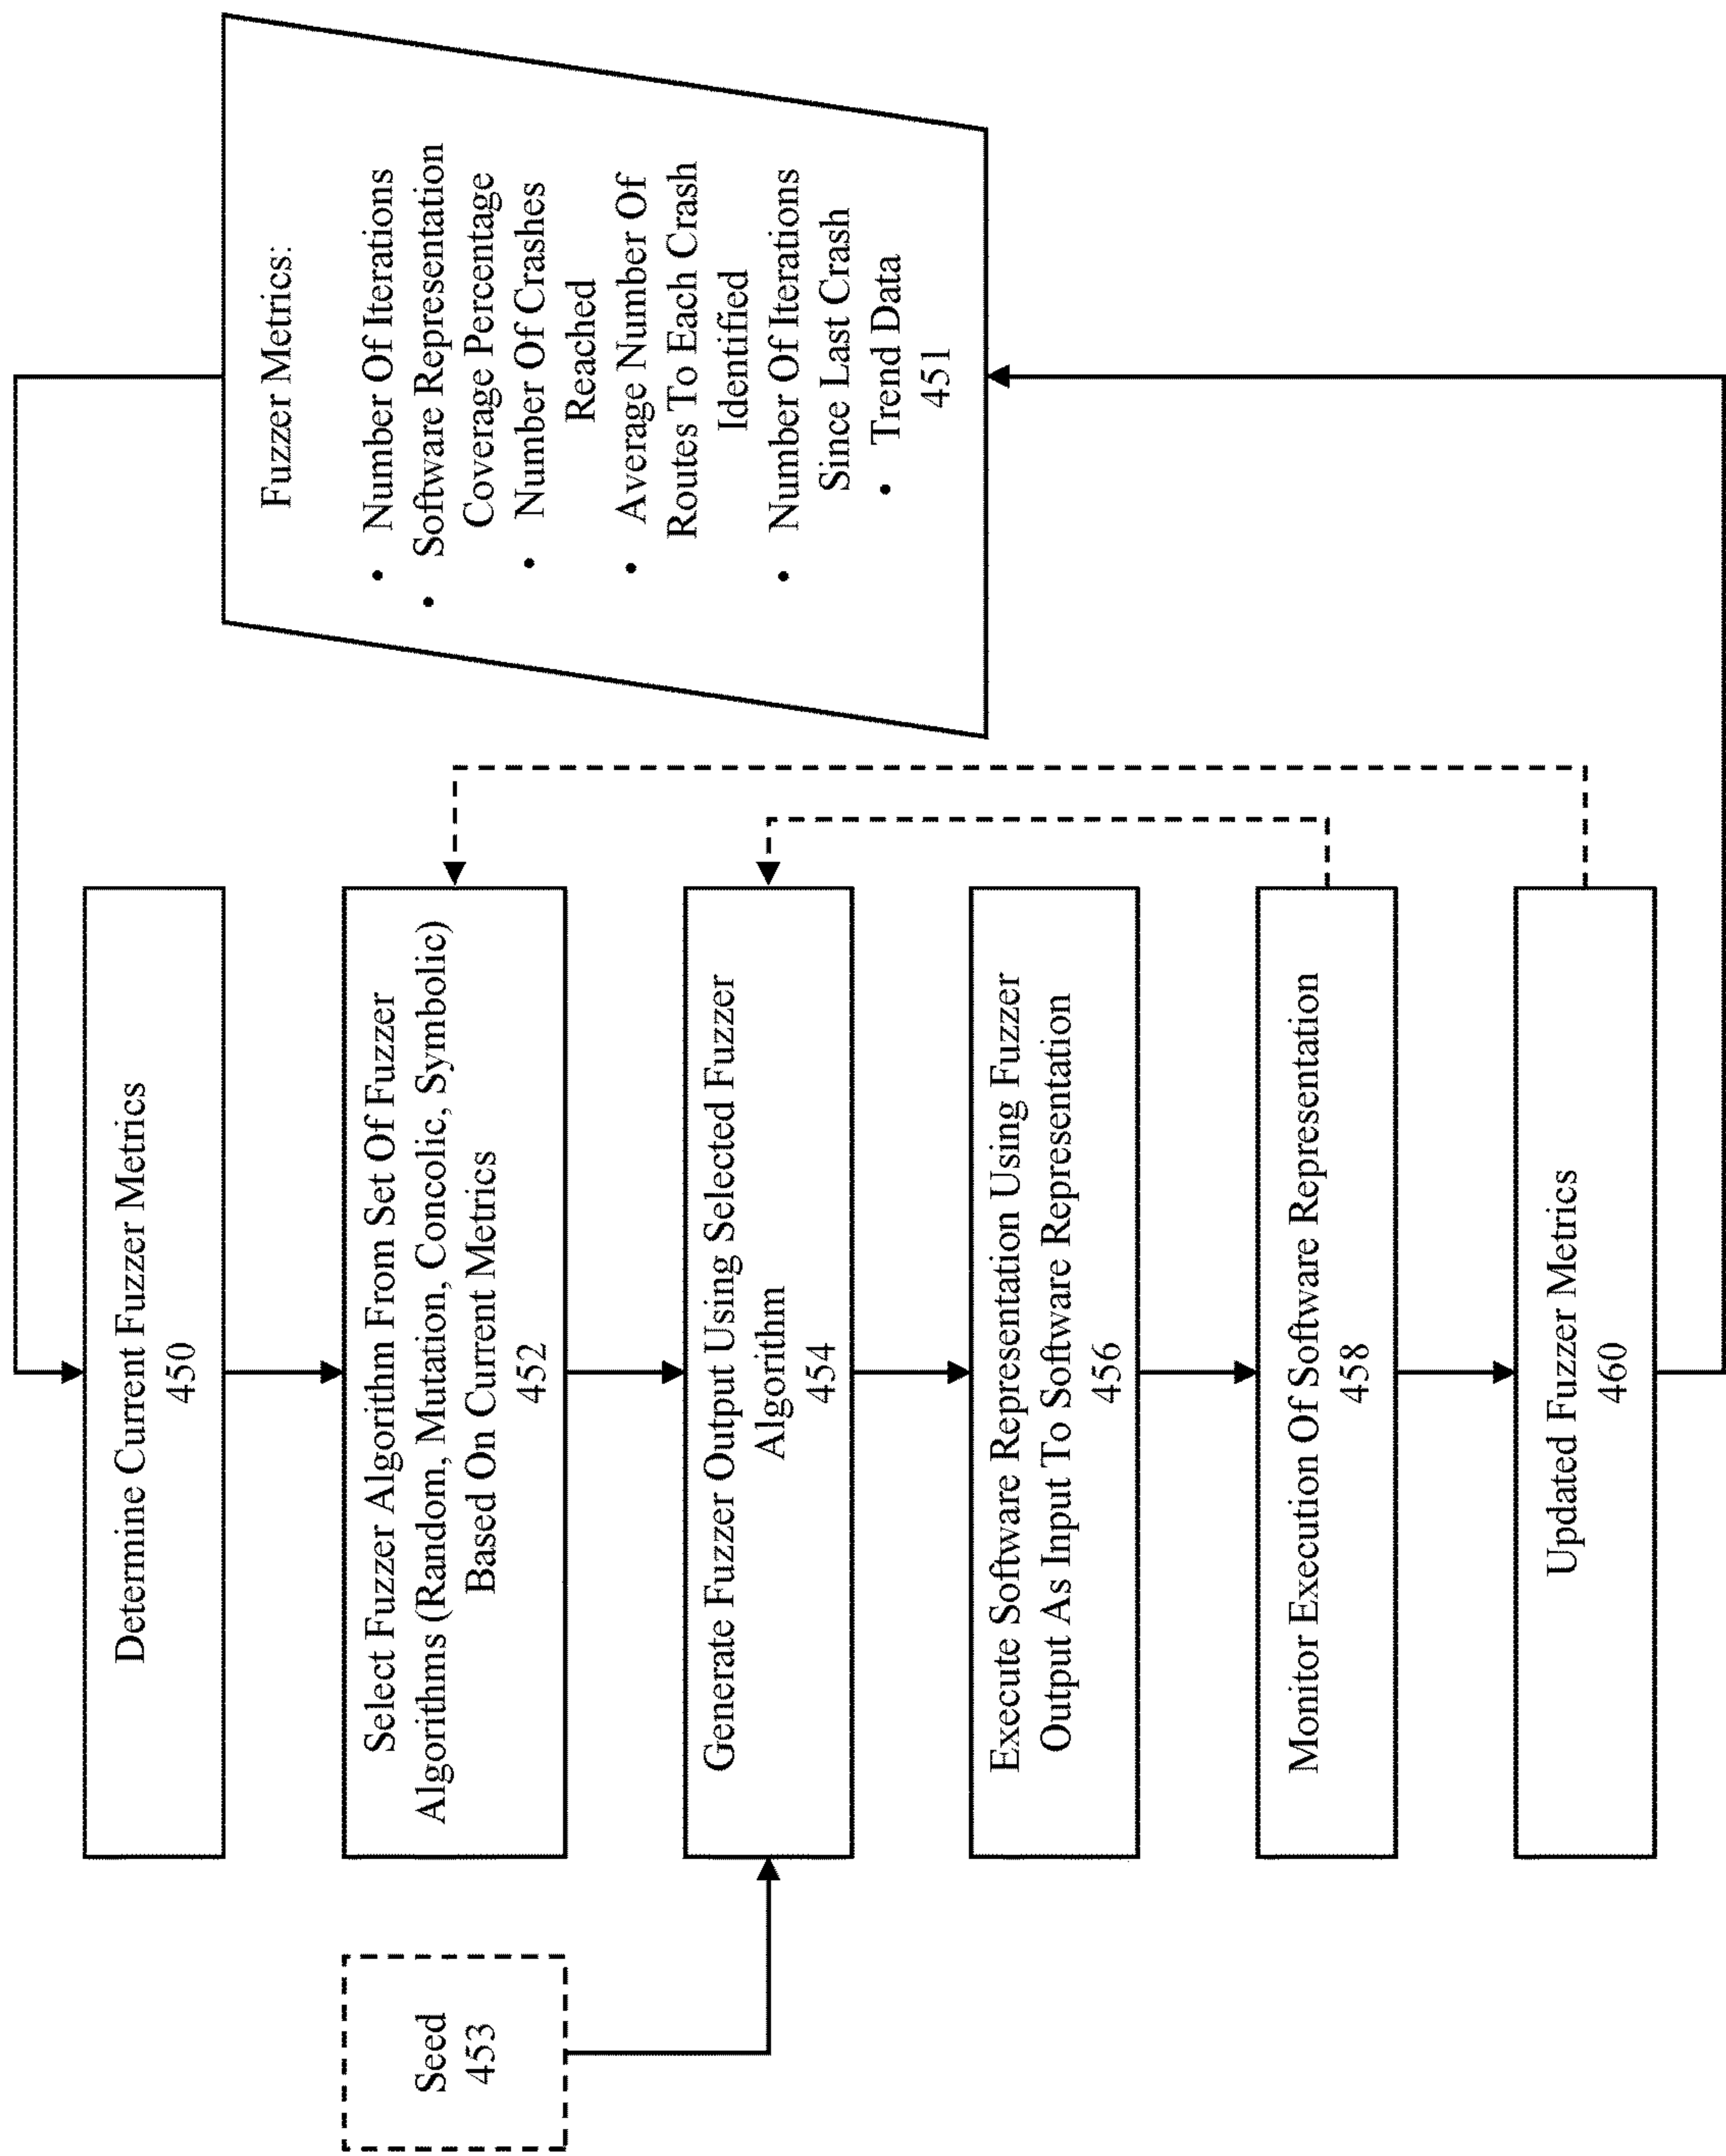 Determine Current Fuzzer Metrics
450
Select Fuzzer Algorithm From Set Of Fuzzer
Algorithms (Random, Mutation, Concolic, Symbolic)
Based On Current Metrics
452
Seed
453
Generate Fuzzer Output Using Selected Fuzzer
Algorithm
454
Execute Software Representation Using Fuzzer
Output As Input To Software Representation
456
Monitor Execution Of Software Representation
458
Updated Fuzzer Metrics
460
Fuzzer Metrics:
• Number Of Iterations
• Software Representation
Coverage Percentage
• Number Of Crashes
Reached
• Average Number Of
Routes To Each Crash
Identified
• Number Of Iterations
Since Last Crash
• Trend Data
451